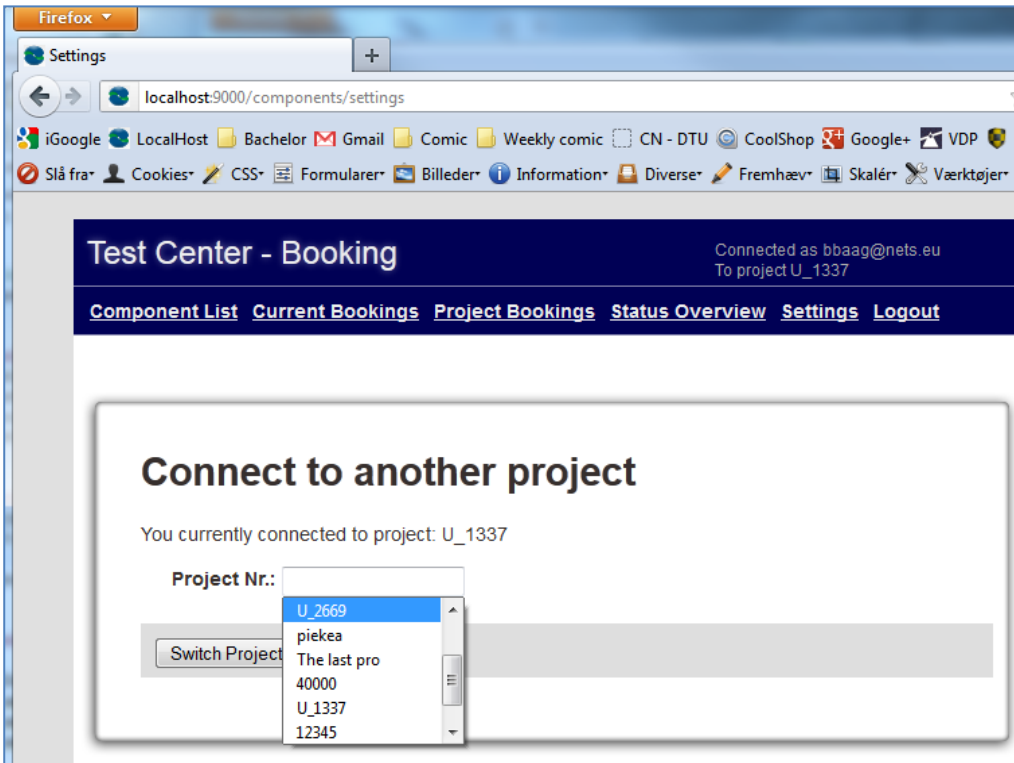 Firefox
Settings
localhost:9000/components/settings
iGoogle LocalHost Bachelor Gmail Comic Weekly comic CN - DTU CoolShop Google+ VDP
Slå fra Cookies CSS Formularer Billeder Information Diverse Fremhæv Skalér Værktøjer
Test Center - Booking
Connected as bbaag@nets.eu
To project U_1337
Component List Current Bookings Project Bookings Status Overview Settings Logout
Connect to another project
You currently connected to project: U_1337
Project Nr.:
U_2669
piekea
Switch Project
The last pro
40000
U_1337
12345